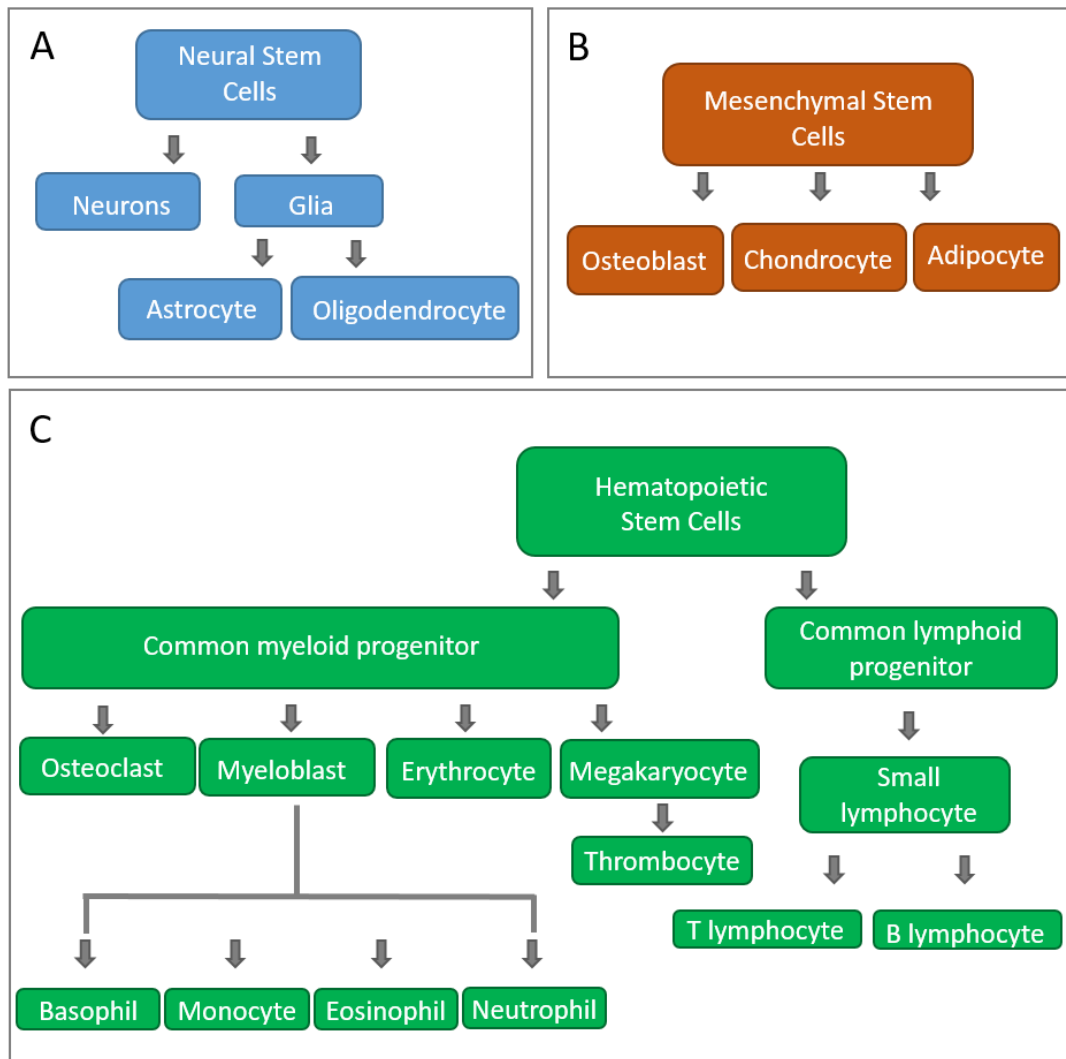 A
Neural Stem
Cells
Neurons
Glia
Astrocyte
Oligodendrocyte
B
Mesenchymal Stem
Cells
Osteoblast
Chondrocyte
Adipocyte
C
Hematopoietic
Stem Cells
Common myeloid progenitor
Common lymphoid
progenitor
Osteoclast
Myeloblast
Erythrocyte
Megakaryocyte
Small
lymphocyte
Thrombocyte
T lymphocyte
B lymphocyte
Basophil
Monocyte
Eosinophil
Neutrophil